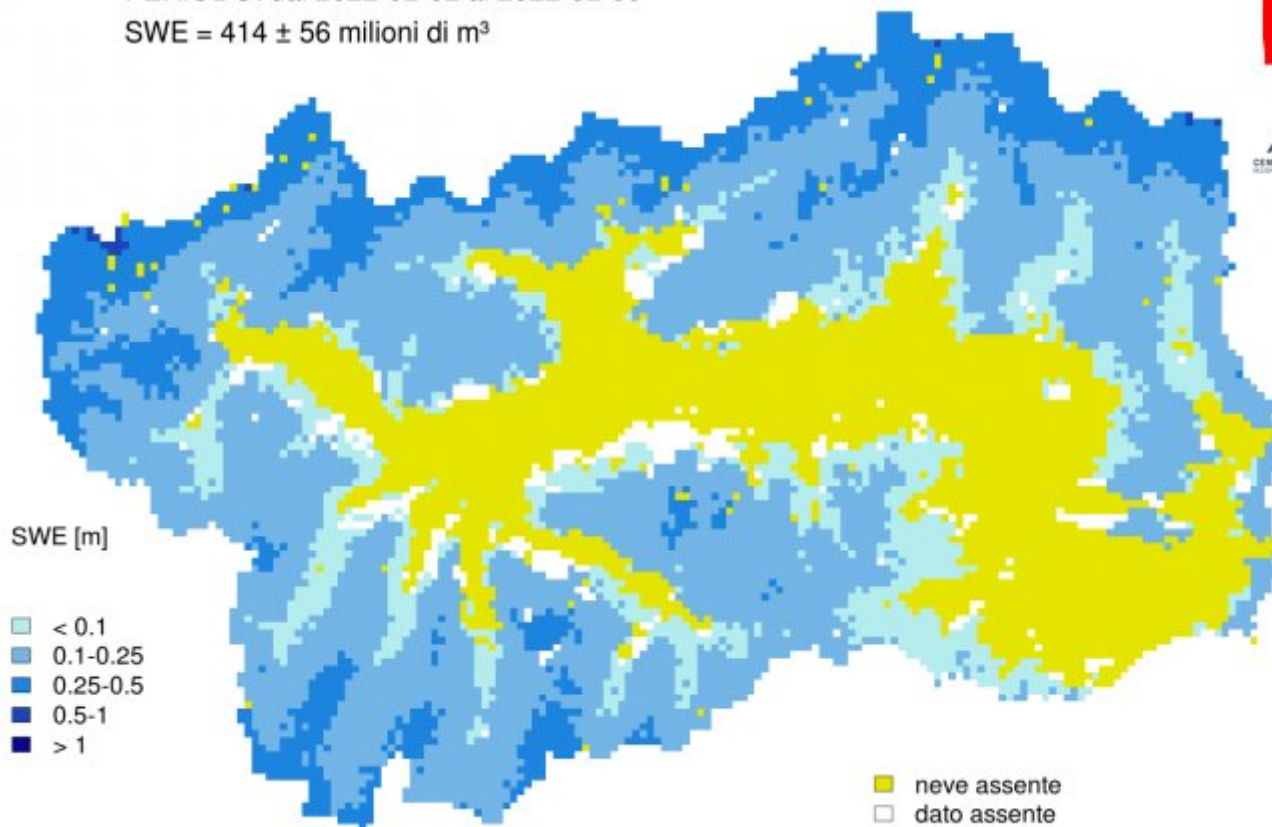 SWE = 414 ± 56 milioni di m³
SWE [m]
< 0.1
0.1-0.25
0.25-0.5
0.5-1
> 1
neve assente
dato assente